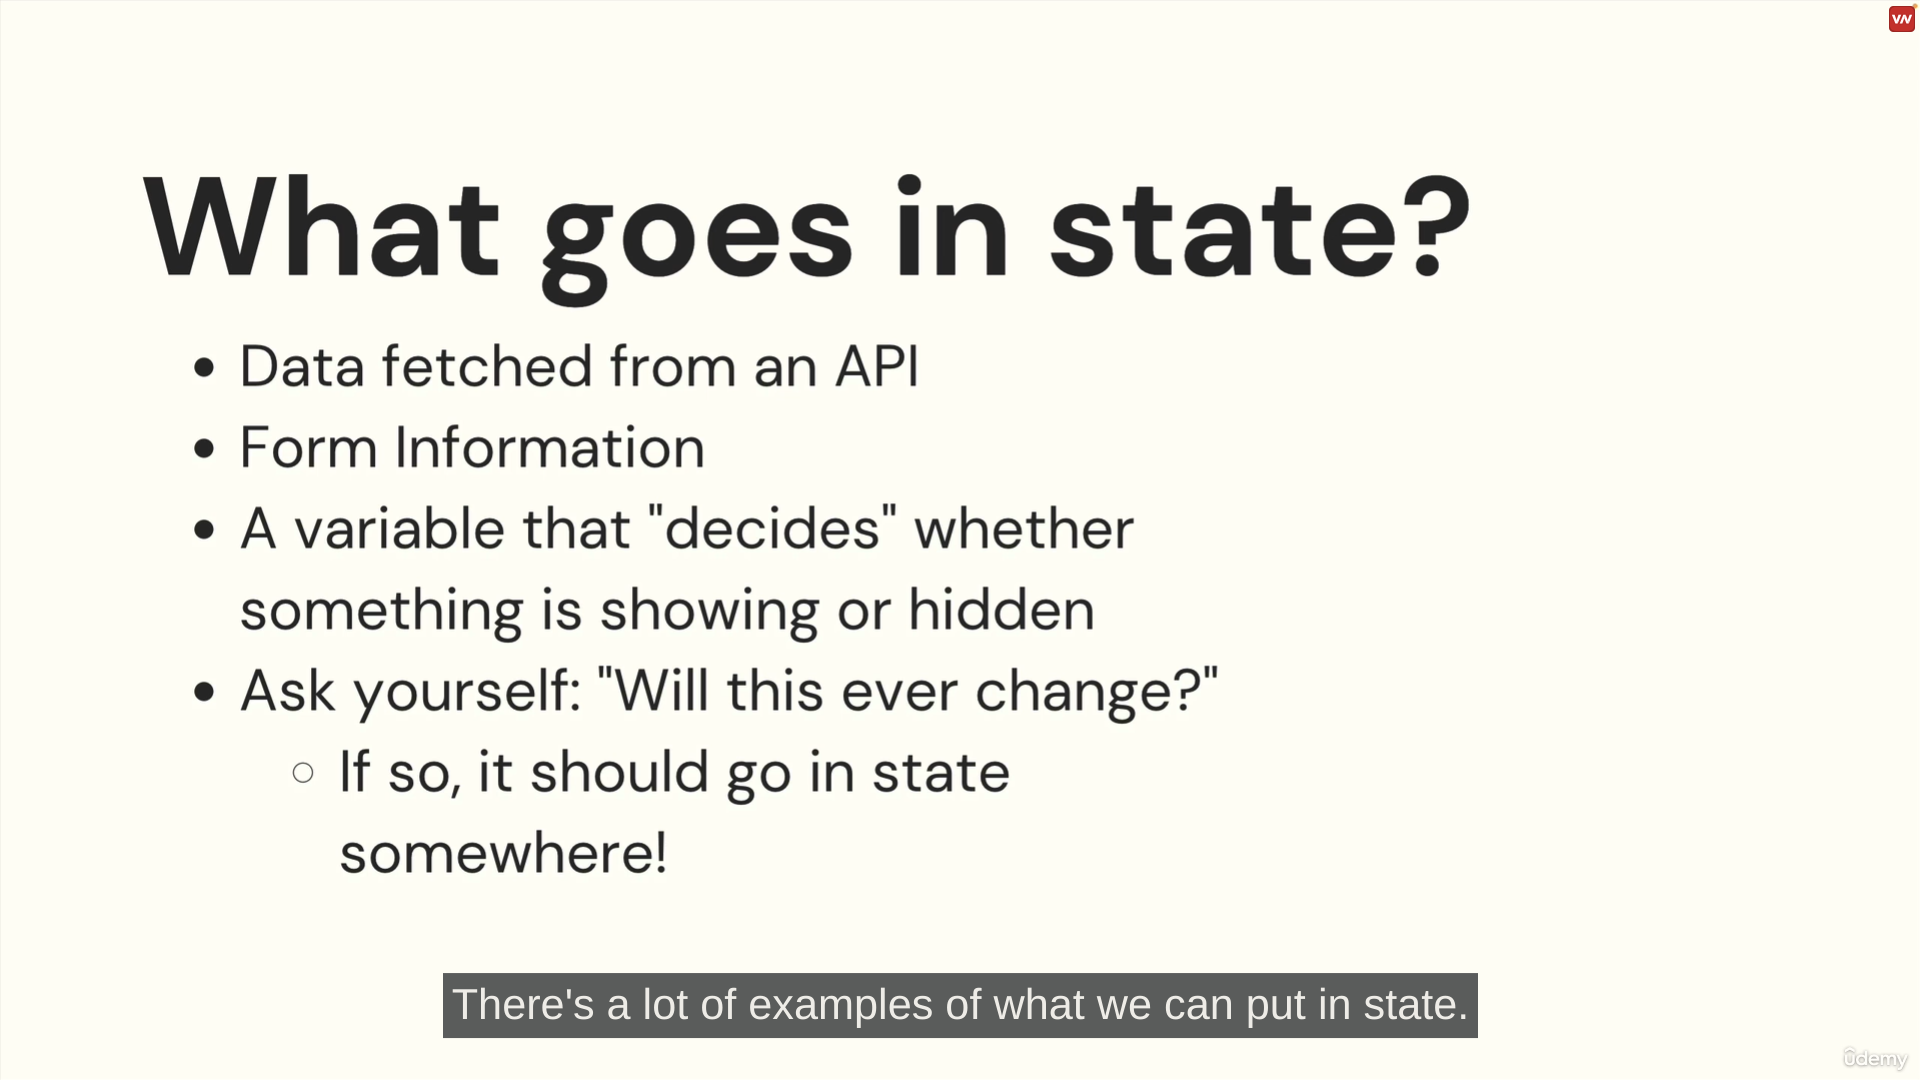 VN
What goes in state?
• Data fetched from an API
• Form Information
• A variable that "decides" whether
something is showing or hidden
• Ask yourself: "Will this ever change?"
○ If so, it should go in state
somewhere!
There's a lot of examples of what we can put in state.
ûdemy